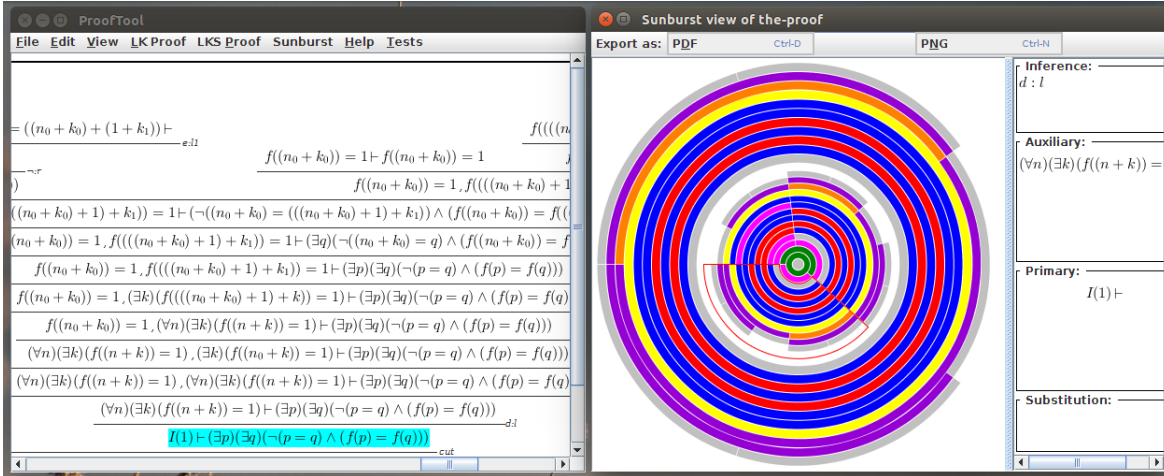 ProofTool
File Edit View LK Proof LKS Proof Sunburst Help Tests
= ((n₀ + k₀) + (1 + k₁)) ⊢
e:l1
f((((n₀
f((n₀ + k₀)) = 1 ⊢ f((n₀ + k₀)) = 1
¬:r
f((n₀ + k₀)) = 1 , f((((n₀ + k₀) + 1
((n₀ + k₀) + 1) + k₁)) = 1 ⊢ (¬((n₀ + k₀) = (((n₀ + k₀) + 1) + k₁)) ∧ (f((n₀ + k₀)) = f((
(n₀ + k₀)) = 1 , f((((n₀ + k₀) + 1) + k₁)) = 1 ⊢ (∃q)(¬((n₀ + k₀) = q) ∧ (f((n₀ + k₀)) = f
f((n₀ + k₀)) = 1 , f((((n₀ + k₀) + 1) + k₁)) = 1 ⊢ (∃p)(∃q)(¬(p = q) ∧ (f(p) = f(q)))
f((n₀ + k₀)) = 1 , (∃k)(f((((n₀ + k₀) + 1) + k)) = 1) ⊢ (∃p)(∃q)(¬(p = q) ∧ (f(p) = f(q)
f((n₀ + k₀)) = 1 , (∀n)(∃k)(f((n + k)) = 1) ⊢ (∃p)(∃q)(¬(p = q) ∧ (f(p) = f(q)))
(∀n)(∃k)(f((n + k)) = 1) , (∃k)(f((n₀ + k)) = 1) ⊢ (∃p)(∃q)(¬(p = q) ∧ (f(p) = f(q)))
(∀n)(∃k)(f((n + k)) = 1) , (∀n)(∃k)(f((n + k)) = 1) ⊢ (∃p)(∃q)(¬(p = q) ∧ (f(p) = f(q)
(∀n)(∃k)(f((n + k)) = 1) ⊢ (∃p)(∃q)(¬(p = q) ∧ (f(p) = f(q)))
d:l
I(1) ⊢ (∃p)(∃q)(¬(p = q) ∧ (f(p) = f(q)))
cut
Sunburst view of the-proof
Export as: PDF Ctrl-D PNG Ctrl-N
Inference:
d : l
Auxiliary:
(∀n)(∃k)(f((n + k)) =
Primary:
I(1) ⊢
Substitution: